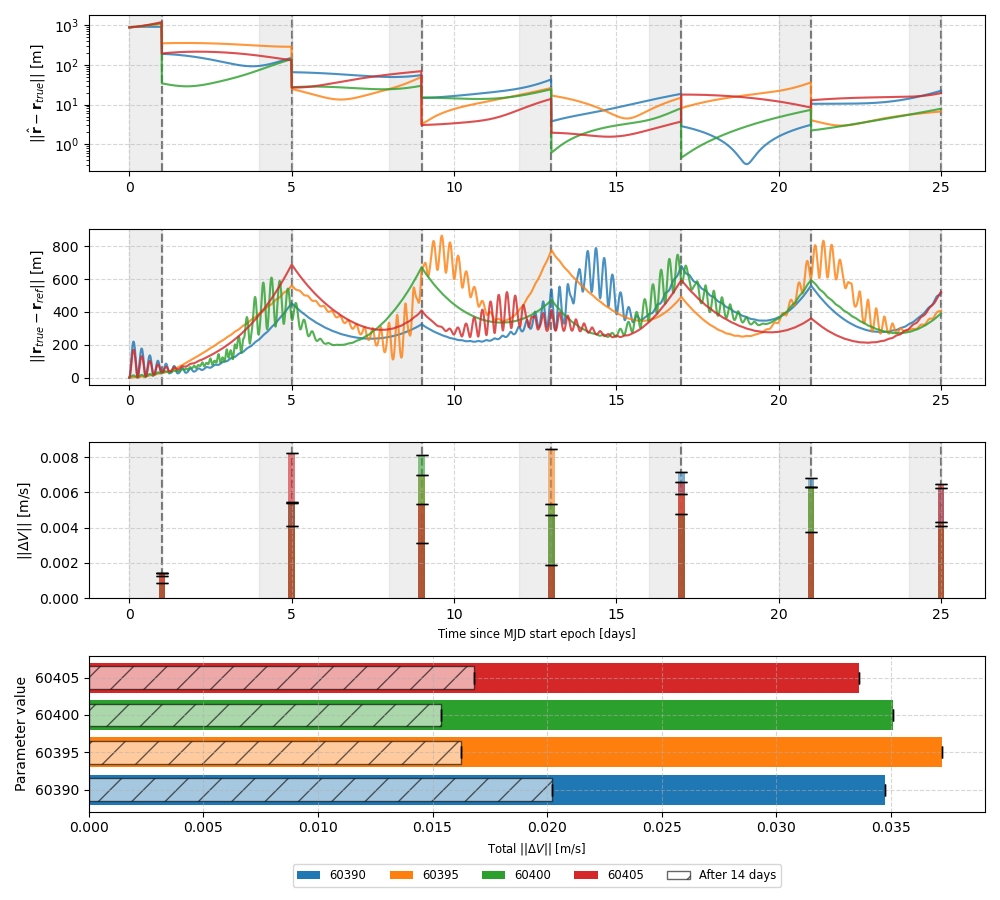 ||r̂ − r_true|| [m]
10³
10²
10¹
10⁰
0 5 10 15 20 25
||r_true − r_ref|| [m]
800
600
400
200
0
0 5 10 15 20 25
||ΔV|| [m/s]
0.008
0.006
0.004
0.002
0.000
0 5 10 15 20 25
Time since MJD start epoch [days]
Parameter value
60405
60400
60395
60390
0.000 0.005 0.010 0.015 0.020 0.025 0.030 0.035
Total ||ΔV|| [m/s]
60390 60395 60400 60405 After 14 days